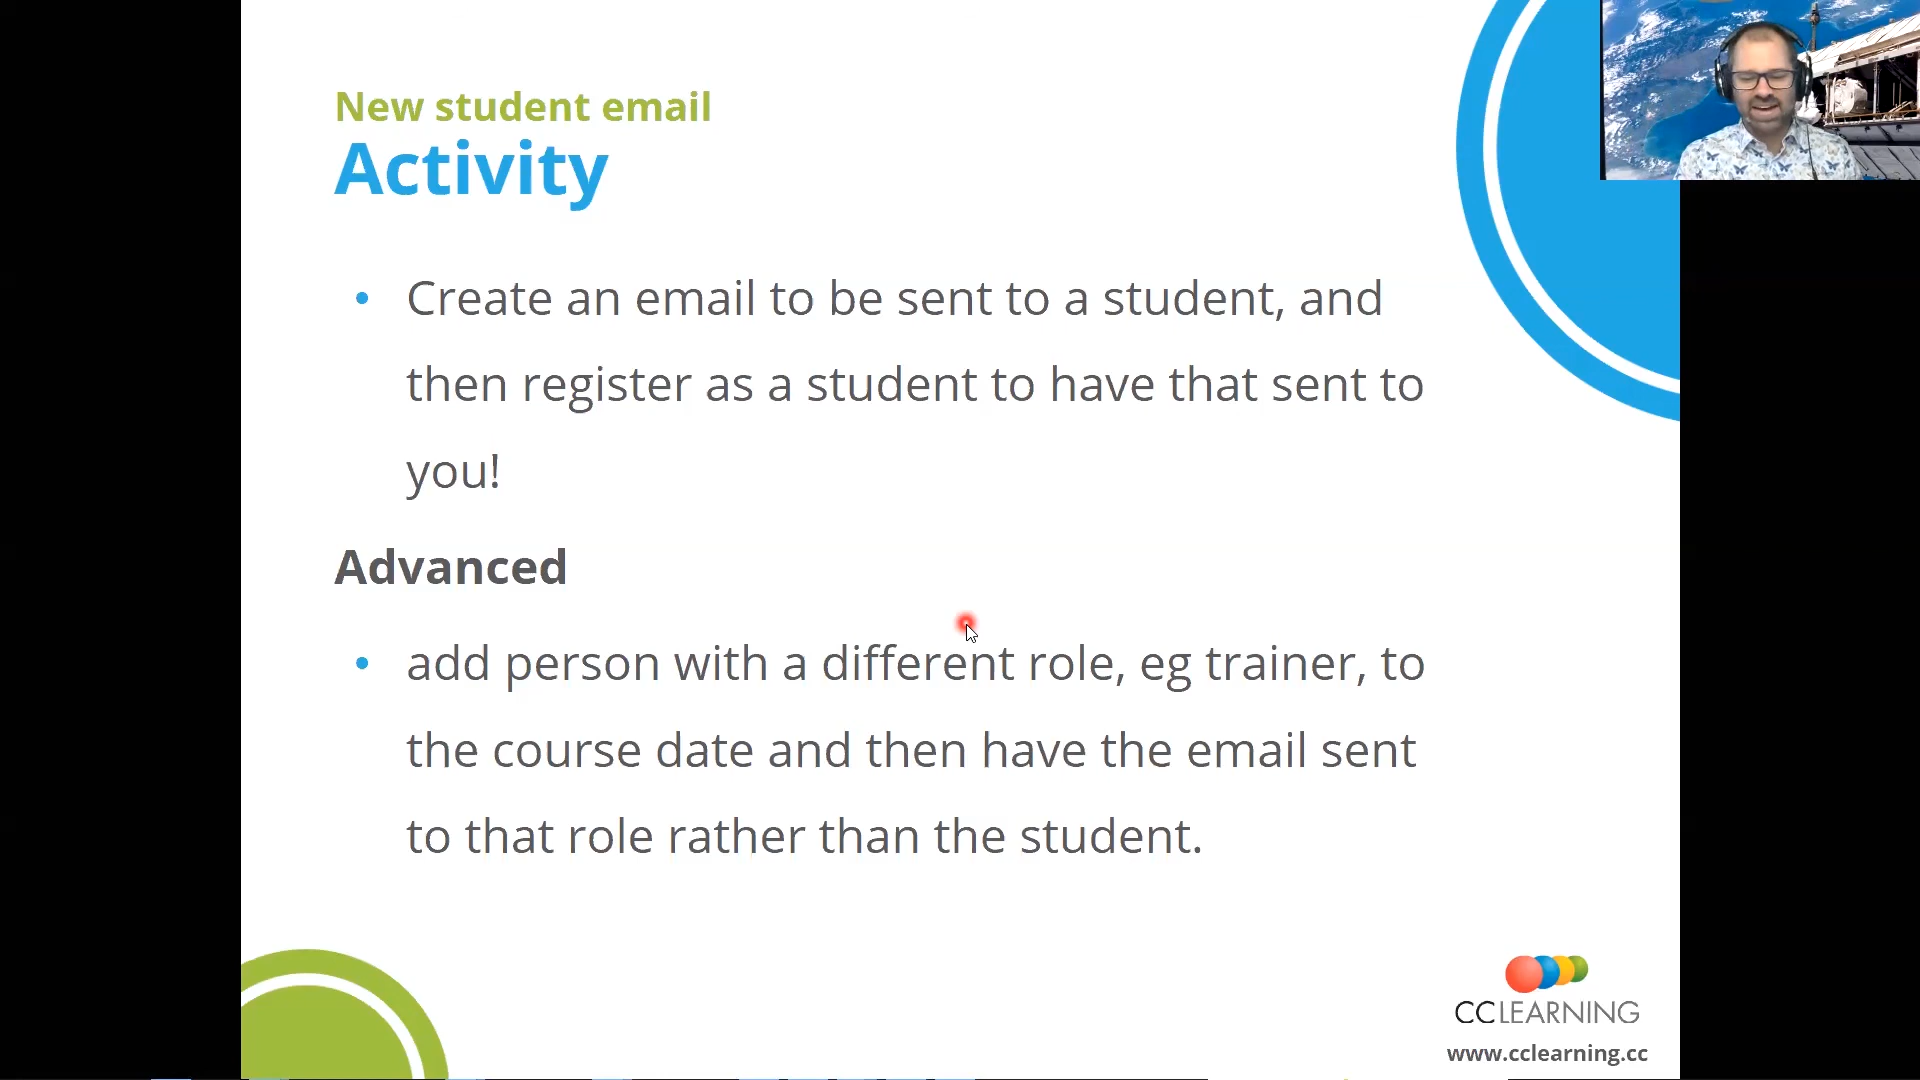 New student email
Activity
• Create an email to be sent to a student, and
then register as a student to have that sent to
you!
Advanced
• add person with a different role, eg trainer, to
the course date and then have the email sent
to that role rather than the student.
CCLEARNING
www.cclearning.cc